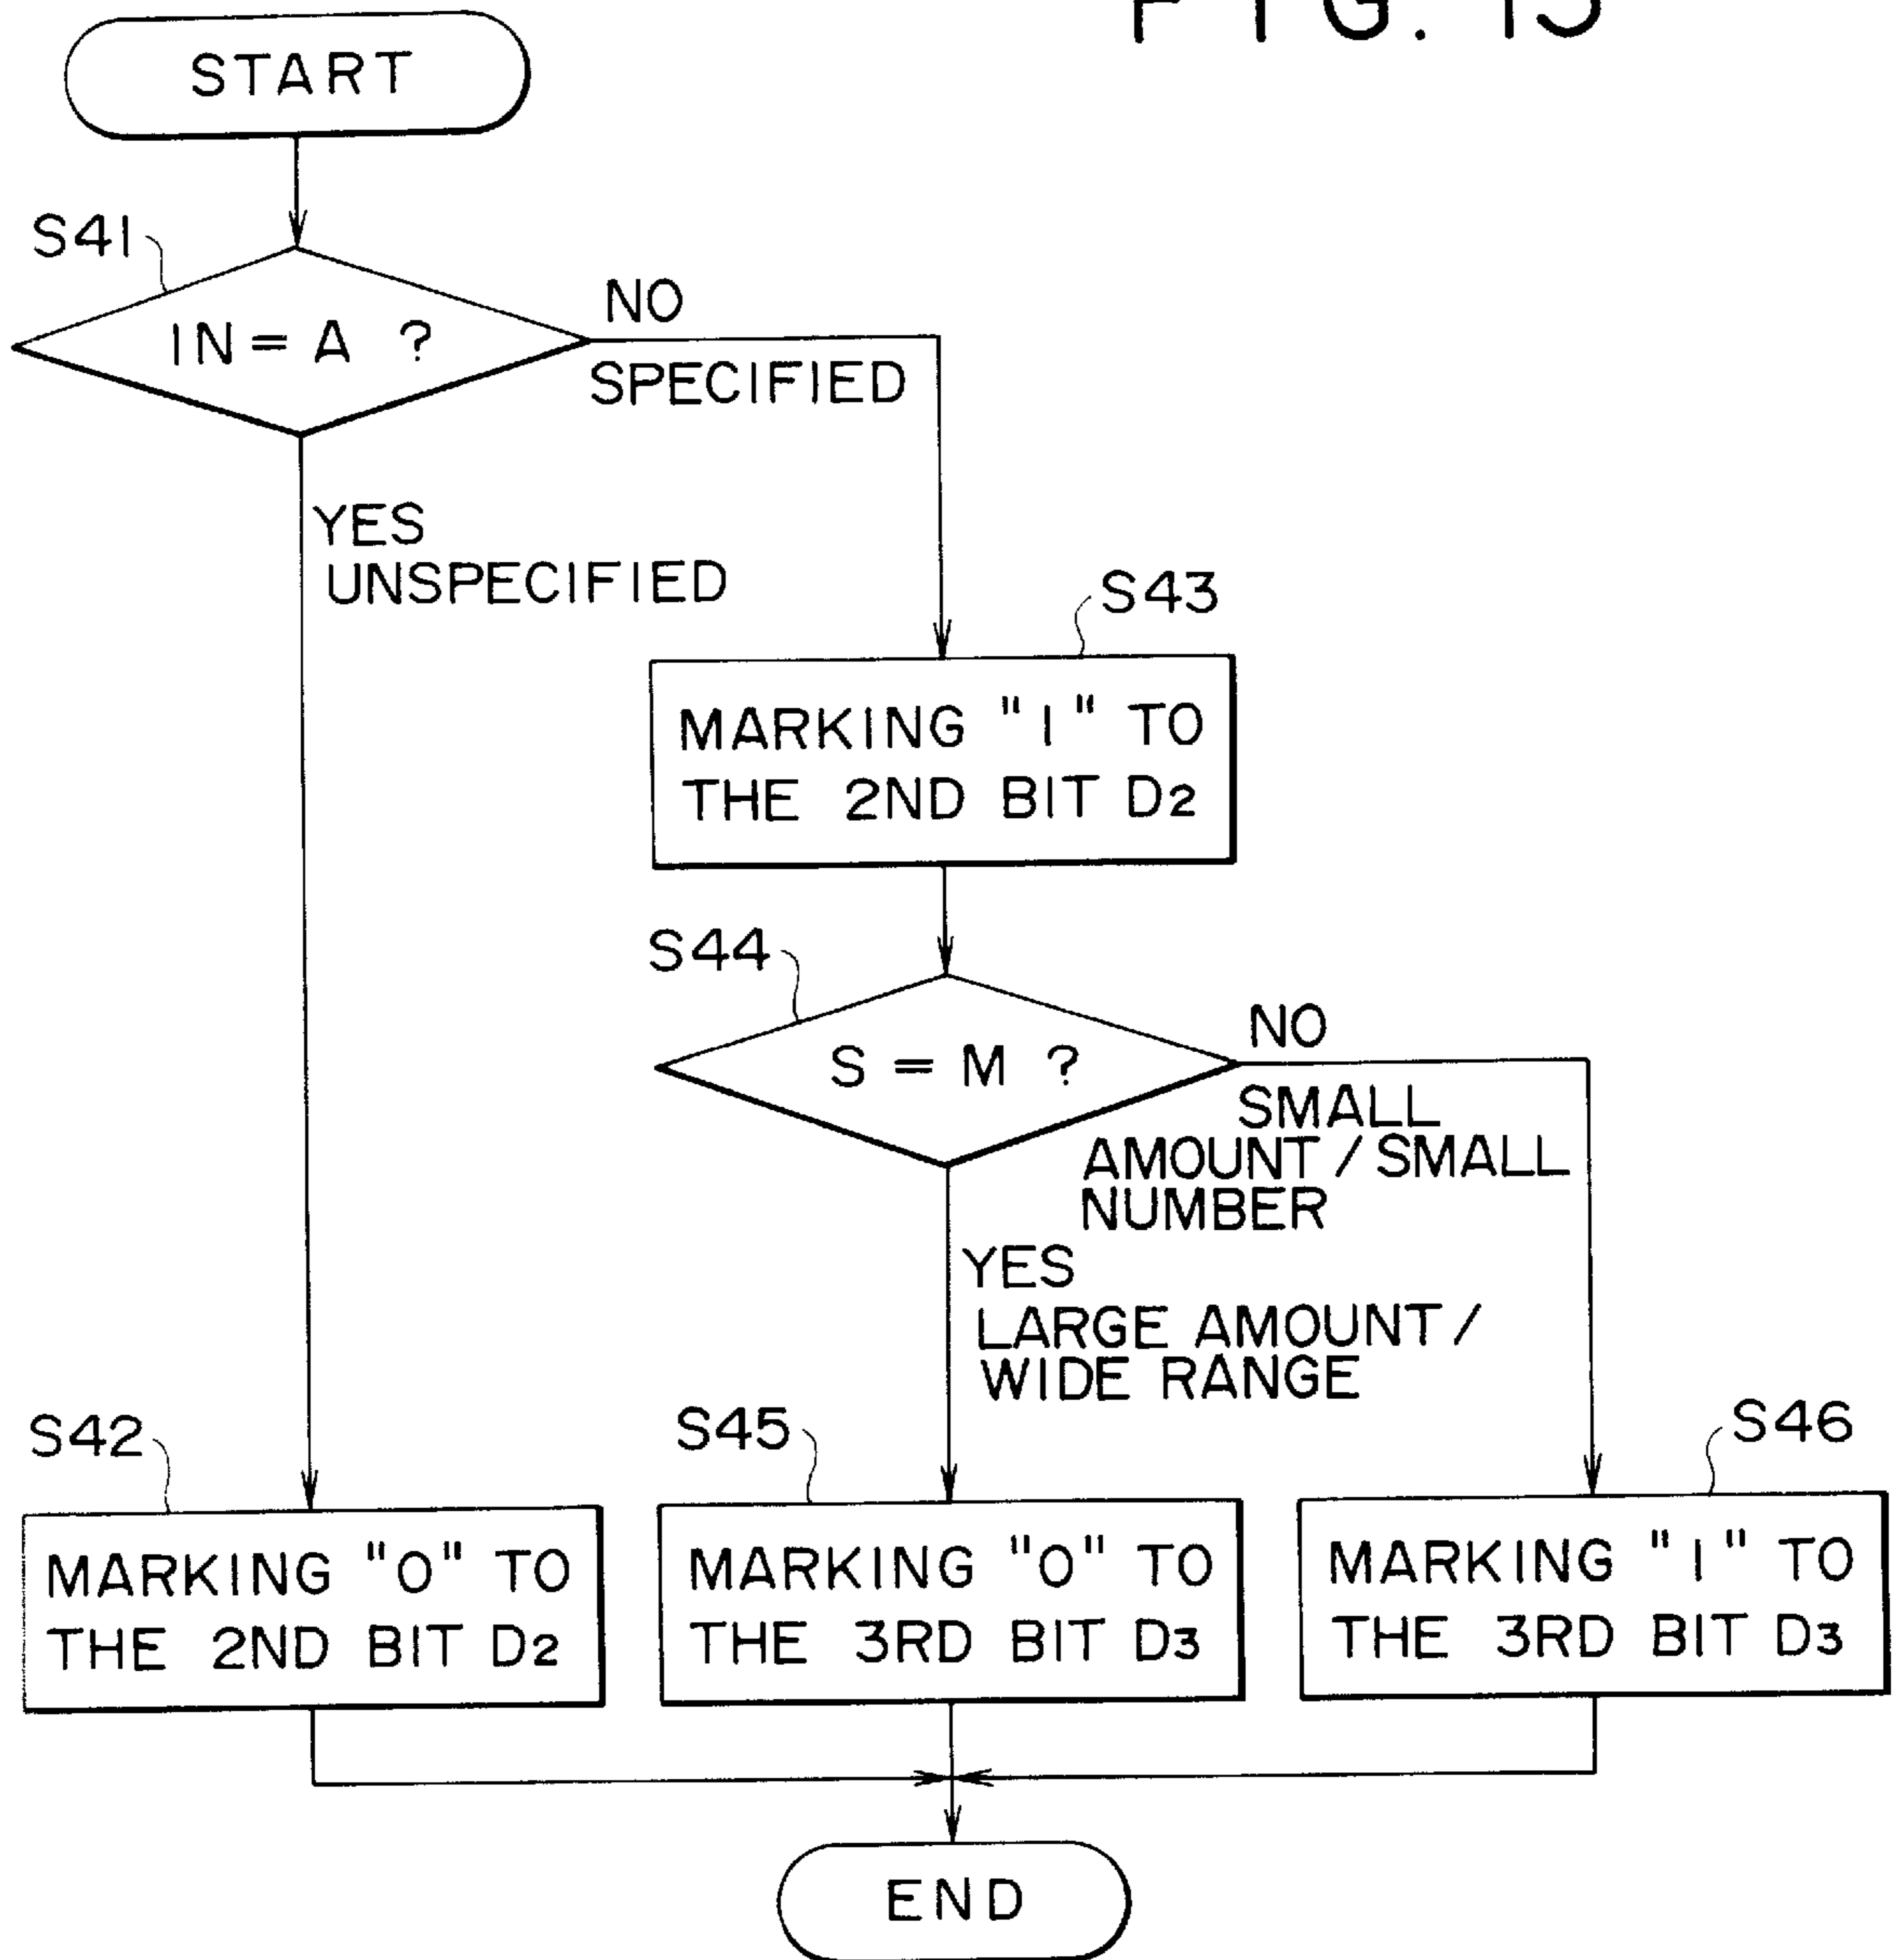 FIG. 15
START
S41
IN = A ?
NO
SPECIFIED
YES
UNSPECIFIED
S43
MARKING "1" TO
THE 2ND BIT D2
S44
S = M ?
NO
SMALL
AMOUNT / SMALL
NUMBER
YES
LARGE AMOUNT /
WIDE RANGE
S42
MARKING "0" TO
THE 2ND BIT D2
S45
MARKING "0" TO
THE 3RD BIT D3
S46
MARKING "1" TO
THE 3RD BIT D3
END